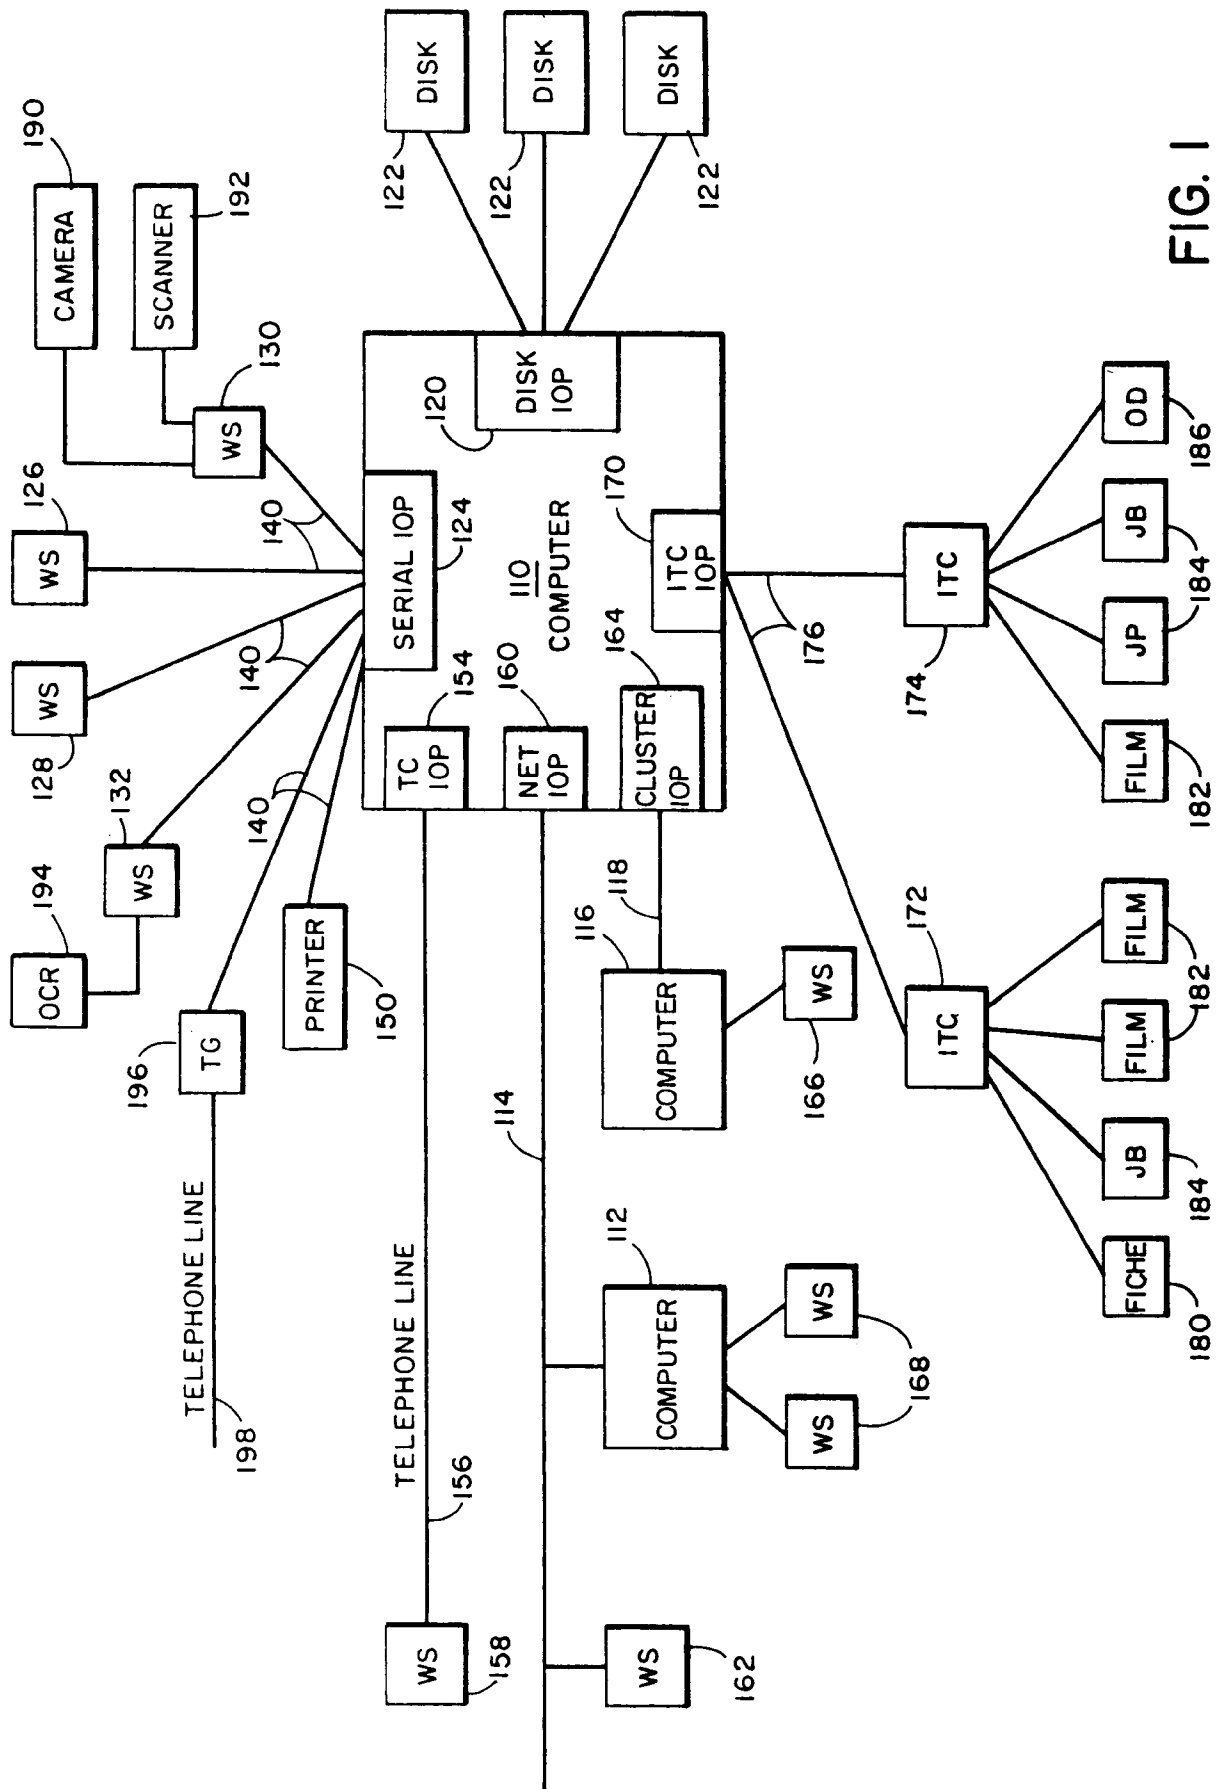 TELEPHONE LINE
198
196
TG
OCR
194
WS
132
WS
128
WS
126
CAMERA
190
SCANNER
192
WS
130
140
140
140
PRINTER
150
SERIAL IOP
124
WS
158
156
TELEPHONE LINE
TC
IOP
154
NET
IOP
160
CLUSTER
IOP
164
110
COMPUTER
ITC
IOP
170
DISK
IOP
120
DISK
122
DISK
122
DISK
122
WS
162
114
COMPUTER
112
WS
WS
168
COMPUTER
116
118
WS
166
176
ITC
172
ITC
174
FICHE
180
JB
184
FILM
FILM
182
FILM
182
JP
JB
184
OD
186
FIG. 1